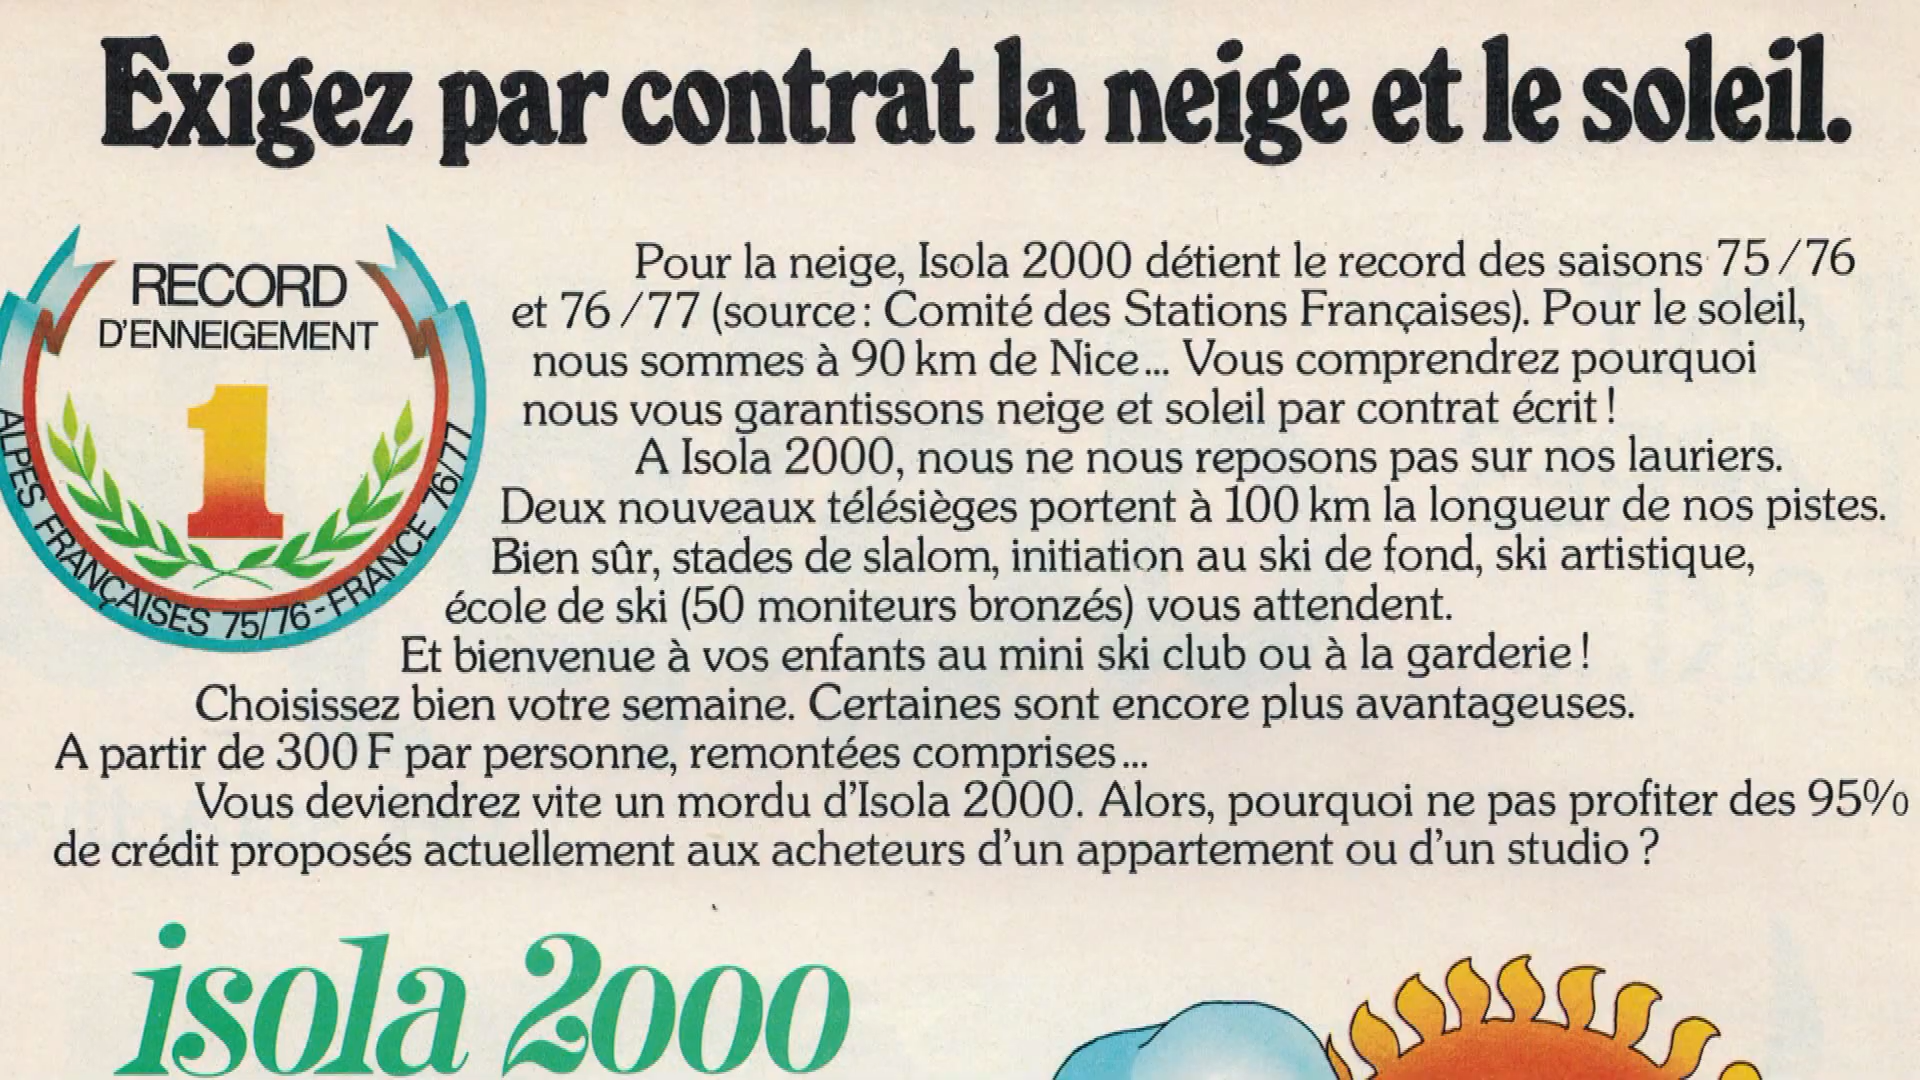 Exigez par contrat la neige et le soleil.
RECORD
D'ENNEIGEMENT
1
ALPES FRANÇAISES 75/76 - FRANCE 76/77
Pour la neige, Isola 2000 détient le record des saisons 75/76
et 76/77 (source : Comité des Stations Françaises). Pour le soleil,
nous sommes à 90 km de Nice... Vous comprendrez pourquoi
nous vous garantissons neige et soleil par contrat écrit !
A Isola 2000, nous ne nous reposons pas sur nos lauriers.
Deux nouveaux télésièges portent à 100 km la longueur de nos pistes.
Bien sûr, stades de slalom, initiation au ski de fond, ski artistique,
école de ski (50 moniteurs bronzés) vous attendent.
Et bienvenue à vos enfants au mini ski club ou à la garderie !
Choisissez bien votre semaine. Certaines sont encore plus avantageuses.
A partir de 300 F par personne, remontées comprises...
Vous deviendrez vite un mordu d'Isola 2000. Alors, pourquoi ne pas profiter des 95%
de crédit proposés actuellement aux acheteurs d'un appartement ou d'un studio ?
isola 2000